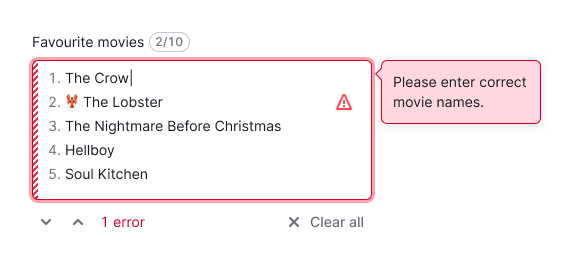 Favourite movies 2/10
1. The Crow
2. 🦞 The Lobster
3. The Nightmare Before Christmas
4. Hellboy
5. Soul Kitchen
Please enter correct
movie names.
1 error
Clear all